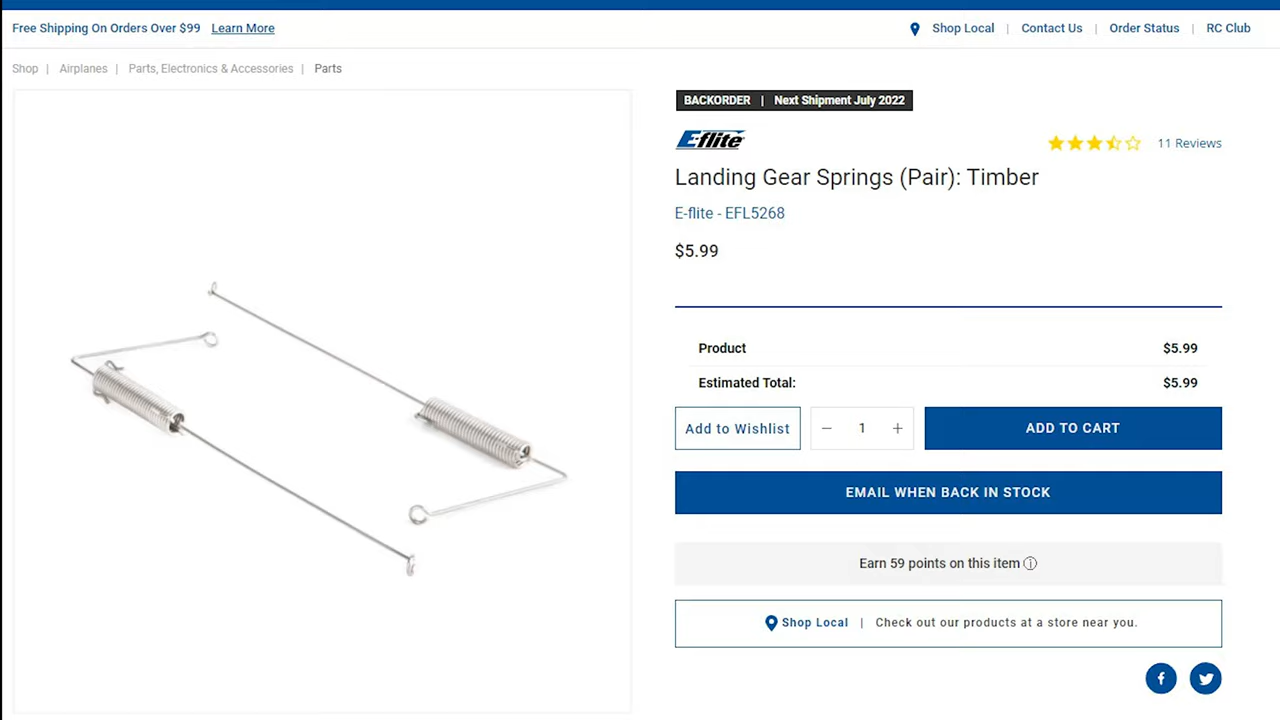 Free Shipping On Orders Over $99 Learn More
Shop Local | Contact Us | Order Status | RC Club
Shop | Airplanes | Parts, Electronics & Accessories | Parts
BACKORDER | Next Shipment July 2022
E-flite
11 Reviews
Landing Gear Springs (Pair): Timber
E-flite - EFL5268
$5.99
Product $5.99
Estimated Total: $5.99
Add to Wishlist − 1 + ADD TO CART
EMAIL WHEN BACK IN STOCK
Earn 59 points on this item ⓘ
Shop Local | Check out our products at a store near you.